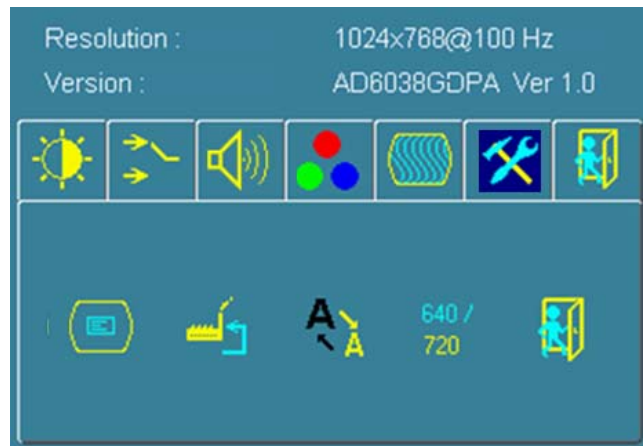 Resolution : 1024x768@100 Hz
Version : AD6038GDPA Ver 1.0
A A
640 /
720